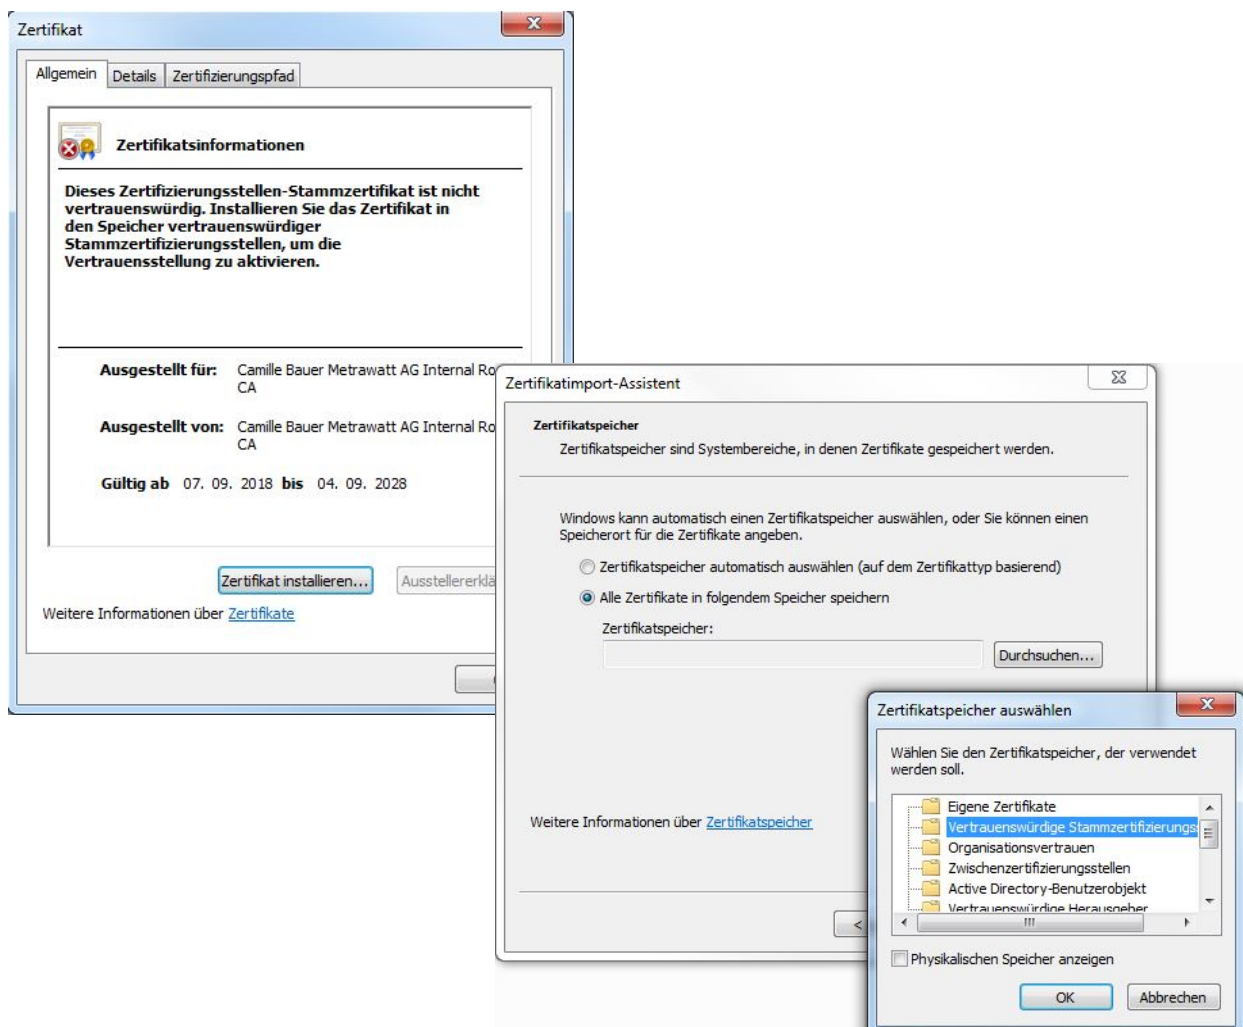 Zertifikat
Allgemein
Details
Zertifizierungspfad
Zertifikatsinformationen
Dieses Zertifizierungsstellen-Stammzertifikat ist nicht
vertrauenswürdig. Installieren Sie das Zertifikat in
den Speicher vertrauenswürdiger
Stammzertifizierungsstellen, um die
Vertrauensstellung zu aktivieren.
Ausgestellt für: Camille Bauer Metrawatt AG Internal Ro
CA
Ausgestellt von: Camille Bauer Metrawatt AG Internal Ro
CA
Gültig ab 07. 09. 2018 bis 04. 09. 2028
Zertifikat installieren...
Ausstellererklä
Weitere Informationen über Zertifikate
Zertifikatimport-Assistent
Zertifikatspeicher
Zertifikatspeicher sind Systembereiche, in denen Zertifikate gespeichert werden.
Windows kann automatisch einen Zertifikatspeicher auswählen, oder Sie können einen
Speicherort für die Zertifikate angeben.
Zertifikatspeicher automatisch auswählen (auf dem Zertifikattyp basierend)
Alle Zertifikate in folgendem Speicher speichern
Zertifikatspeicher:
Durchsuchen...
Weitere Informationen über Zertifikatspeicher
<
Zertifikatspeicher auswählen
Wählen Sie den Zertifikatspeicher, der verwendet
werden soll.
Eigene Zertifikate
Vertrauenswürdige Stammzertifizierungs
Organisationsvertrauen
Zwischenzertifizierungsstellen
Active Directory-Benutzerobjekt
Vertrauenswürdige Herausgeber
Physikalischen Speicher anzeigen
OK
Abbrechen